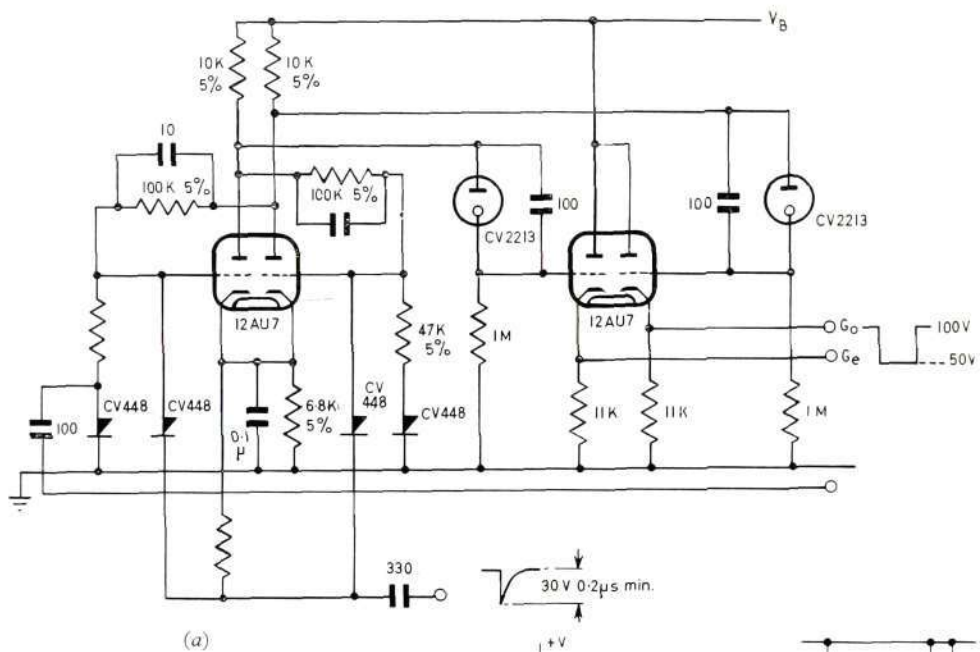 V_B
10K
5%
10K
5%
10
100K 5%
100K 5%
100
CV2213
100
CV2213
12AU7
12AU7
1M
47K
5%
G_o
100V
G_e
50V
CV448
CV448
CV
448
CV448
100
0·1
μ
6·8K
5%
11K
11K
1M
330
30V 0·2μs min.
(a)
+V